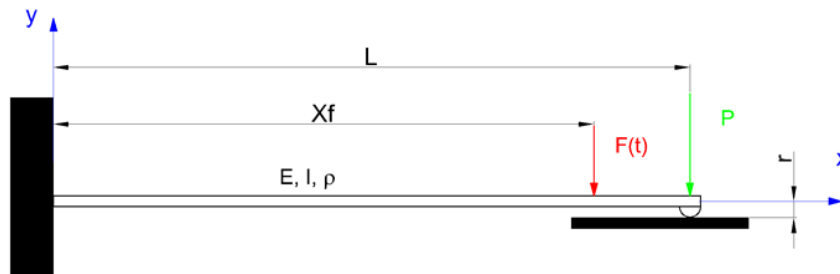 y
L
Xf
F(t)
P
r
x
E, I, ρ